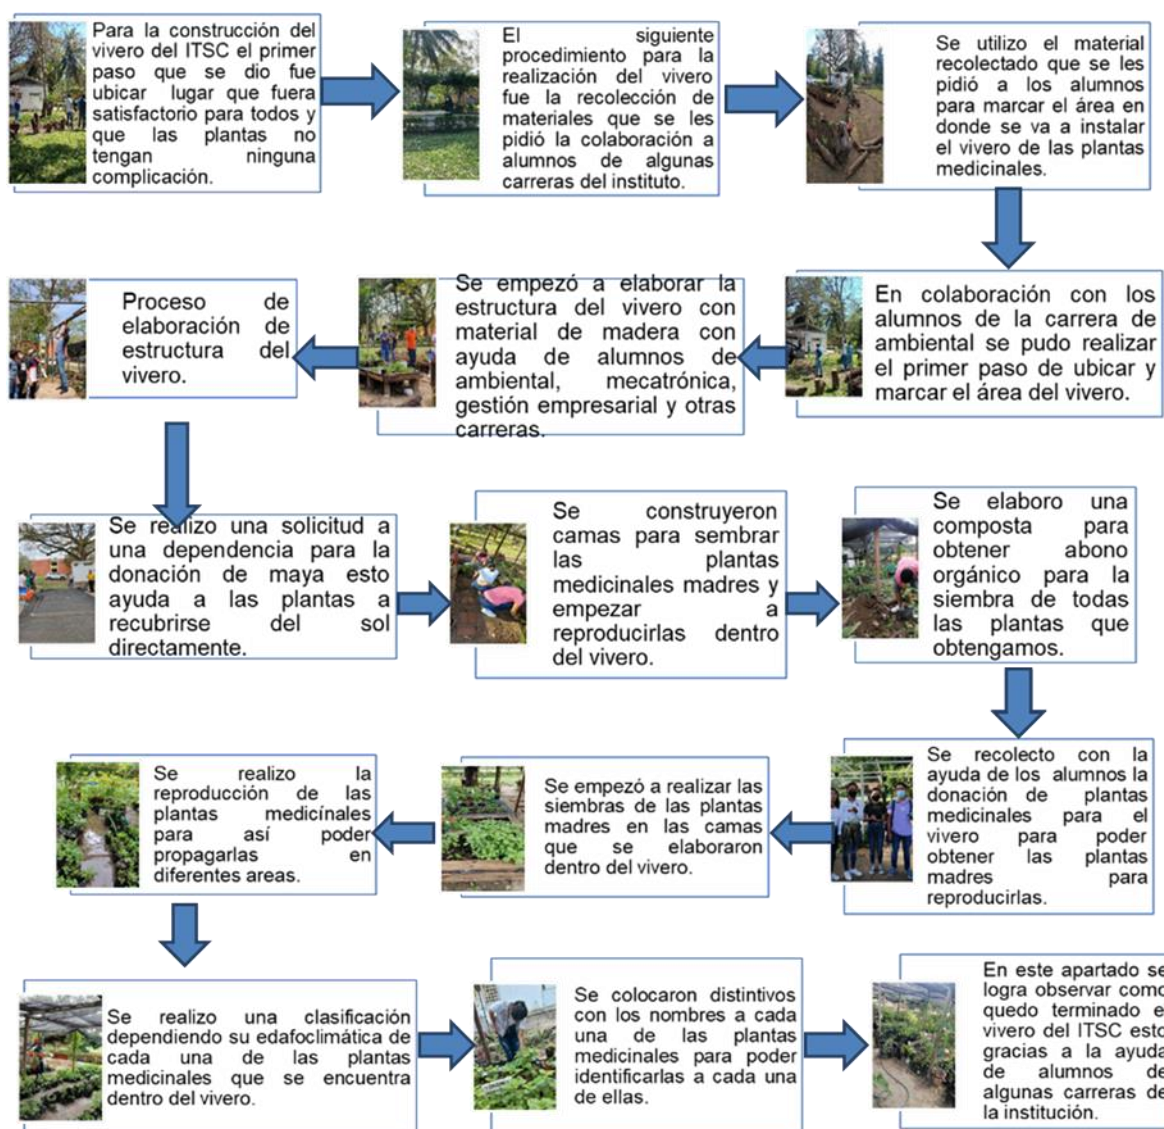 Para la construcción del
vivero del ITSC el primer
paso que se dio fue
ubicar lugar que fuera
satisfactorio para todos y
que las plantas no
tengan ninguna
complicación.
El siguiente
procedimiento para la
realización del vivero
fue la recolección de
materiales que se les
pidió la colaboración a
alumnos de algunas
carreras del instituto.
Se utilizo el material
recolectado que se les
pidió a los alumnos
para marcar el área en
donde se va a instalar
el vivero de las plantas
medicinales.
En colaboración con los
alumnos de la carrera de
ambiental se pudo realizar
el primer paso de ubicar y
marcar el área del vivero.
Se empezó a elaborar la
estructura del vivero con
material de madera con
ayuda de alumnos de
ambiental, mecatrónica,
gestión empresarial y otras
carreras.
Proceso de
elaboración de
estructura del
vivero.
Se realizo una solicitud a
una dependencia para la
donación de maya esto
ayuda a las plantas a
recubrirse del sol
directamente.
Se construyeron
camas para sembrar
las plantas
medicinales madres y
empezar a
reproducirlas dentro
del vivero.
Se elaboro una
composta para
obtener abono
orgánico para la
siembra de todas
las plantas que
obtengamos.
Se recolecto con la
ayuda de los alumnos la
donación de plantas
medicinales para el
vivero para poder
obtener las plantas
madres para
reproducirlas.
Se empezó a realizar las
siembras de las plantas
madres en las camas
que se elaboraron
dentro del vivero.
Se realizo la
reproducción de las
plantas medicínales
para así poder
propagarlas en
diferentes areas.
Se realizo una clasificación
dependiendo su edafoclimática de
cada una de las plantas
medicinales que se encuentra
dentro del vivero.
Se colocaron distintivos
con los nombres a cada
una de las plantas
medicinales para poder
identificarlas a cada una
de ellas.
En este apartado se
logra observar como
quedo terminado el
vivero del ITSC esto
gracias a la ayuda
de alumnos de
algunas carreras de
la institución.